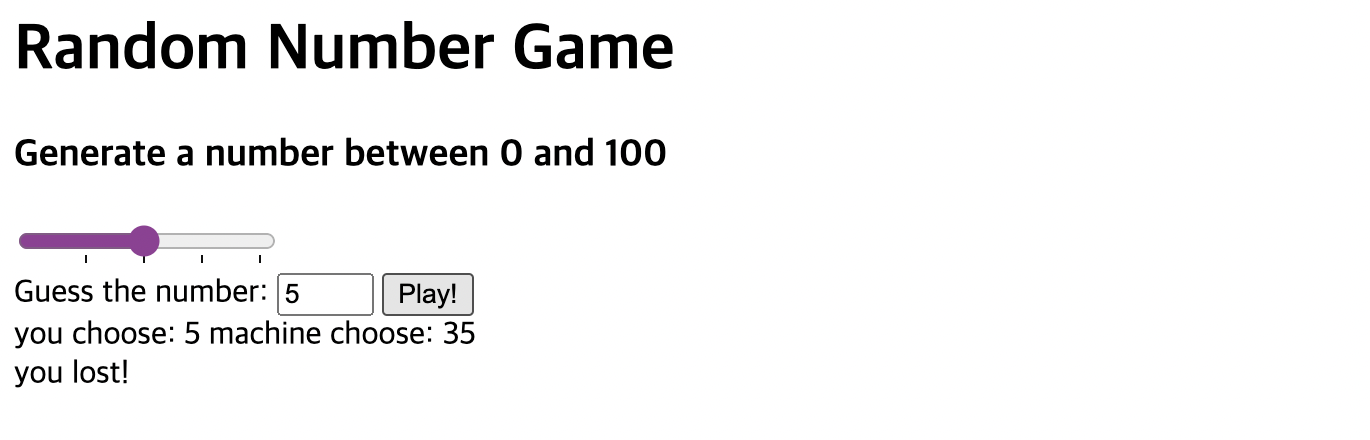 Random Number Game
Generate a number between 0 and 100
Guess the number: 5 Play!
you choose: 5 machine choose: 35
you lost!